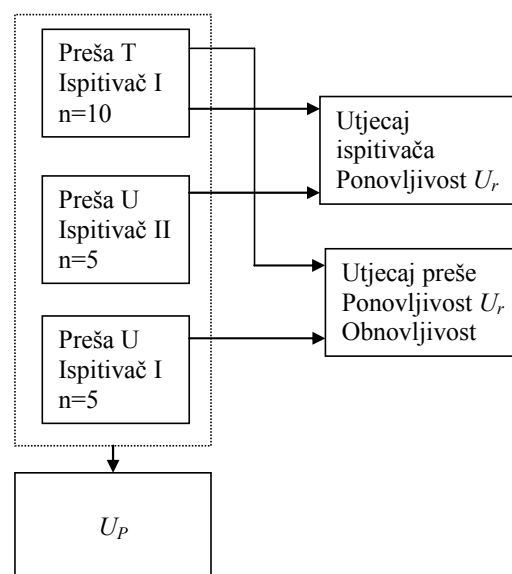 Preša T
Ispitivač I
n=10
Preša U
Ispitivač II
n=5
Preša U
Ispitivač I
n=5
Utjecaj
ispitivača
Ponovljivost Ur
Utjecaj preše
Ponovljivost Ur
Obnovljivost
UP